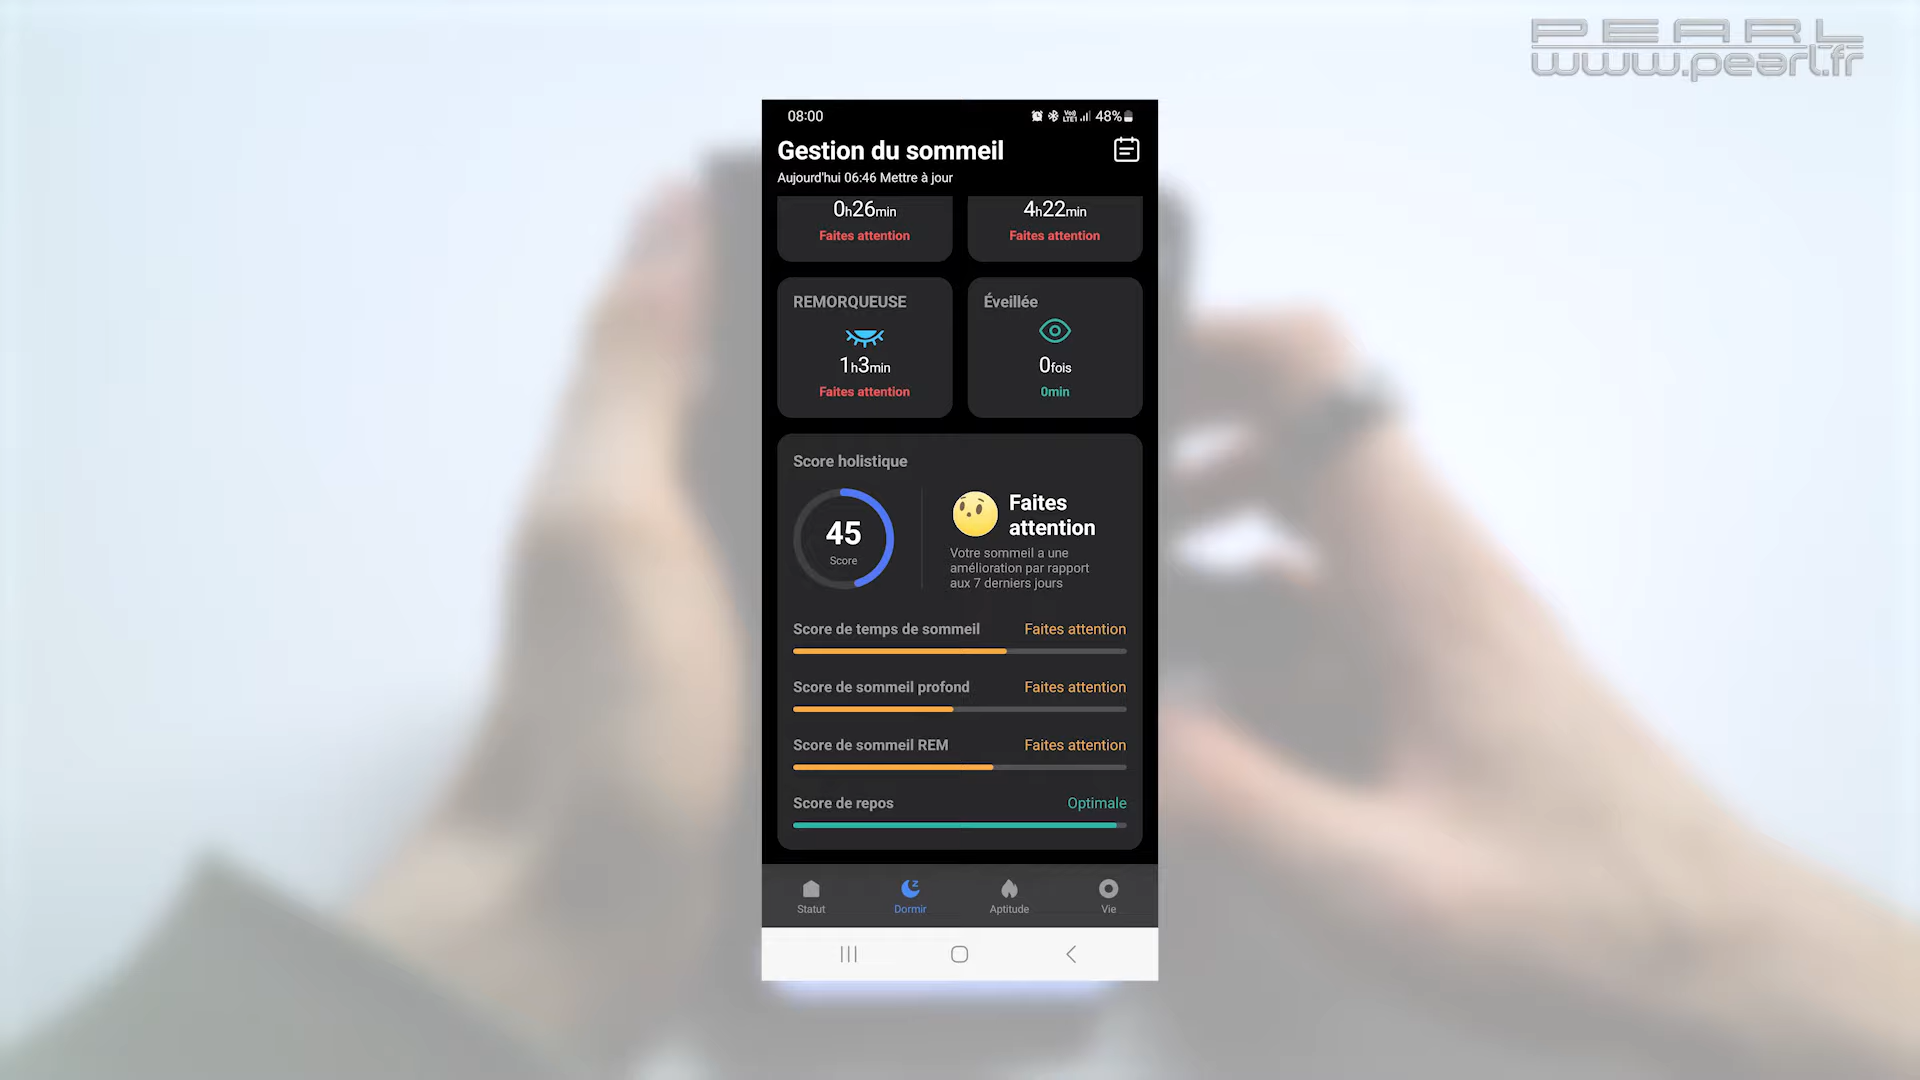 PEARL
www.pearl.fr
08:00
48%
Gestion du sommeil
Aujourd'hui 06:46 Mettre à jour
0h26min
4h22min
Faites attention
Faites attention
REMORQUEUSE
Éveillée
1h3min
0fois
Faites attention
0min
Score holistique
45
Score
Faites
attention
Votre sommeil a une
amélioration par rapport
aux 7 derniers jours
Score de temps de sommeil
Faites attention
Score de sommeil profond
Faites attention
Score de sommeil REM
Faites attention
Score de repos
Optimale
Statut
Dormir
Aptitude
Vie